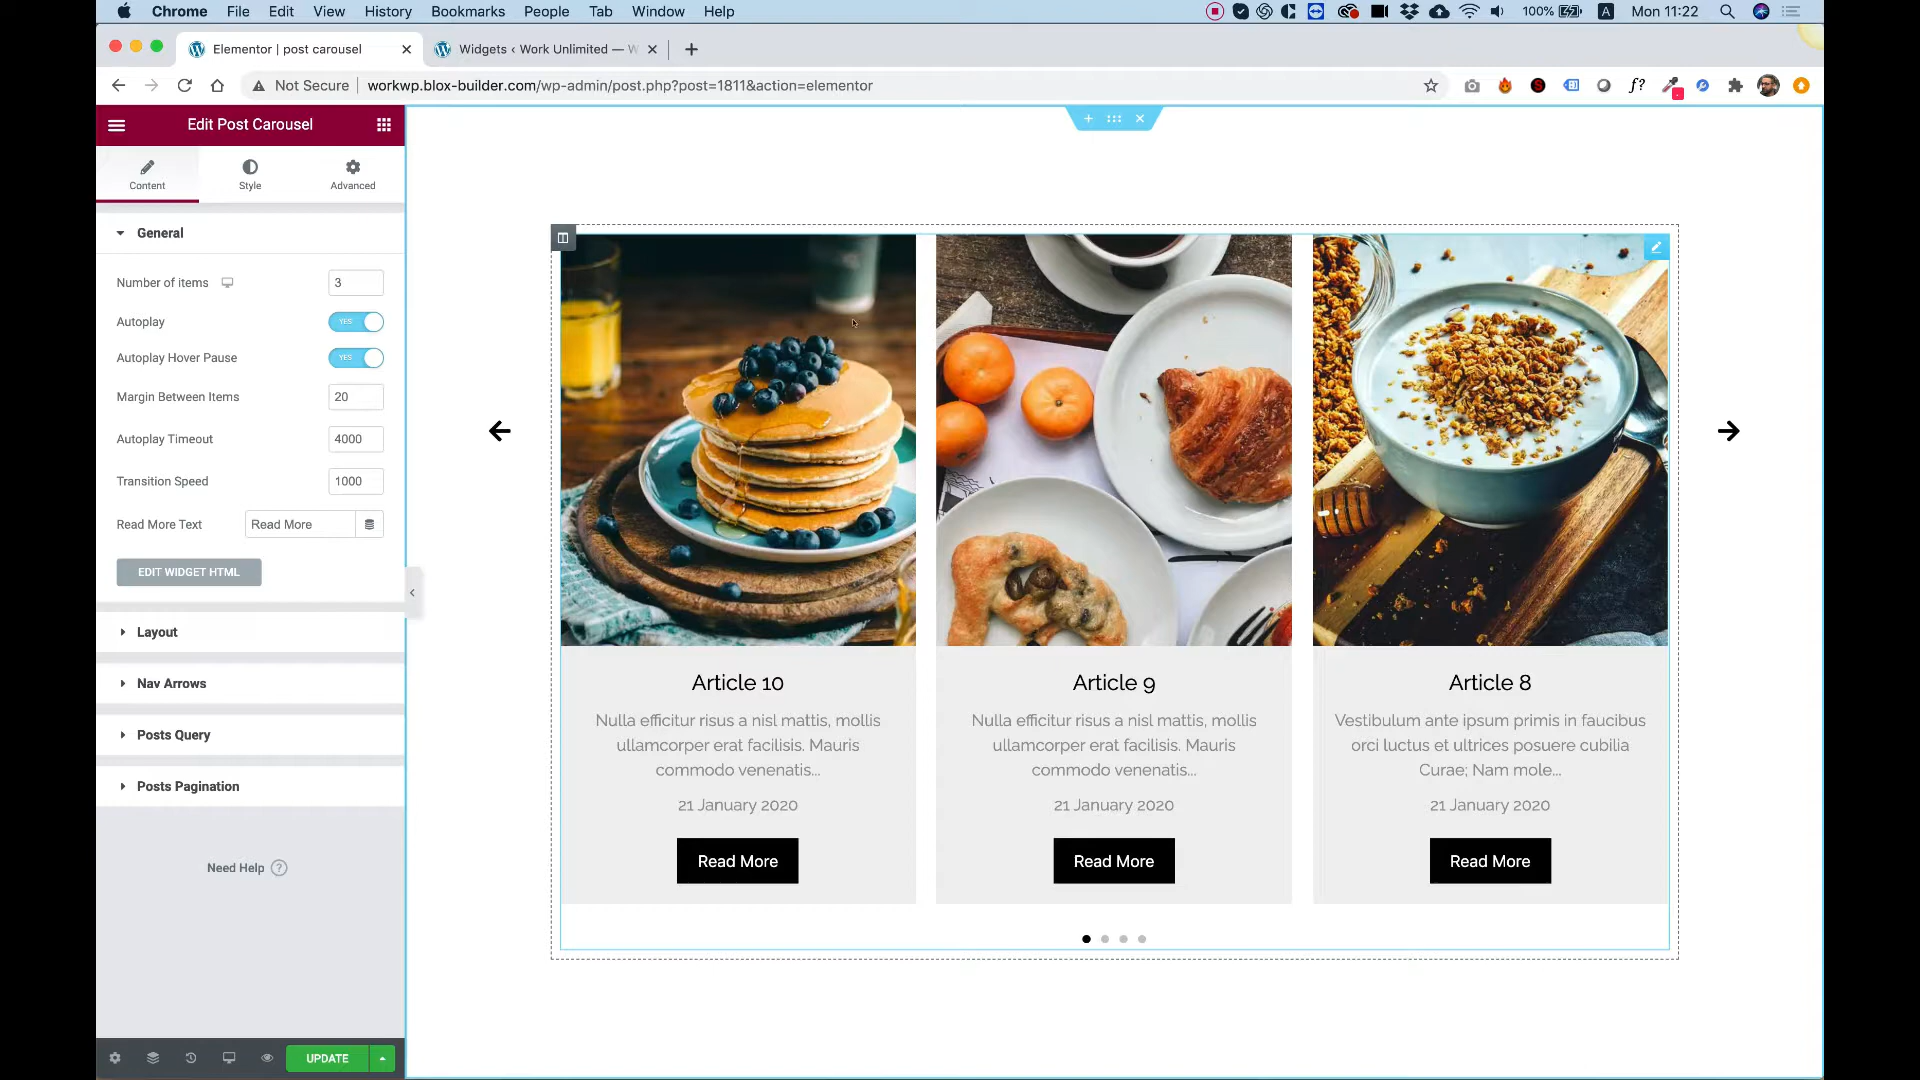 Chrome File Edit View History Bookmarks People Tab Window Help 100% A Mon 11:22
Elementor | post carousel
Widgets ‹ Work Unlimited — W
Not Secure workwp.blox-builder.com/wp-admin/post.php?post=1811&action=elementor
f?
Edit Post Carousel
Content
Style
Advanced
General
Number of items 3
Autoplay YES
Autoplay Hover Pause YES
Margin Between Items 20
Autoplay Timeout 4000
Transition Speed 1000
Read More Text Read More
EDIT WIDGET HTML
Layout
Nav Arrows
Posts Query
Posts Pagination
Need Help ?
UPDATE
Article 10
Nulla efficitur risus a nisl mattis, mollis
ullamcorper erat facilisis. Mauris
commodo venenatis...
21 January 2020
Read More
Article 9
Nulla efficitur risus a nisl mattis, mollis
ullamcorper erat facilisis. Mauris
commodo venenatis...
21 January 2020
Read More
Article 8
Vestibulum ante ipsum primis in faucibus
orci luctus et ultrices posuere cubilia
Curae; Nam mole...
21 January 2020
Read More